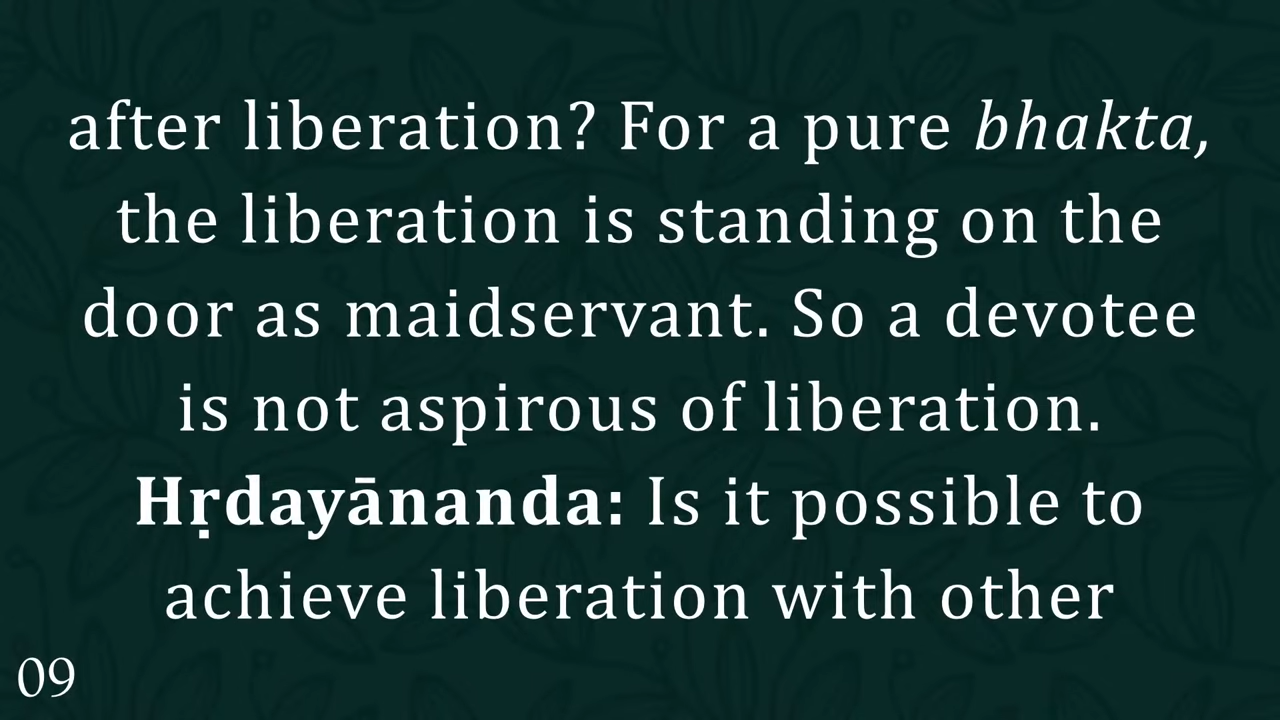 after liberation? For a pure bhakta,
the liberation is standing on the
door as maidservant. So a devotee
is not aspirous of liberation.
Hṛdayānanda: Is it possible to
achieve liberation with other
09